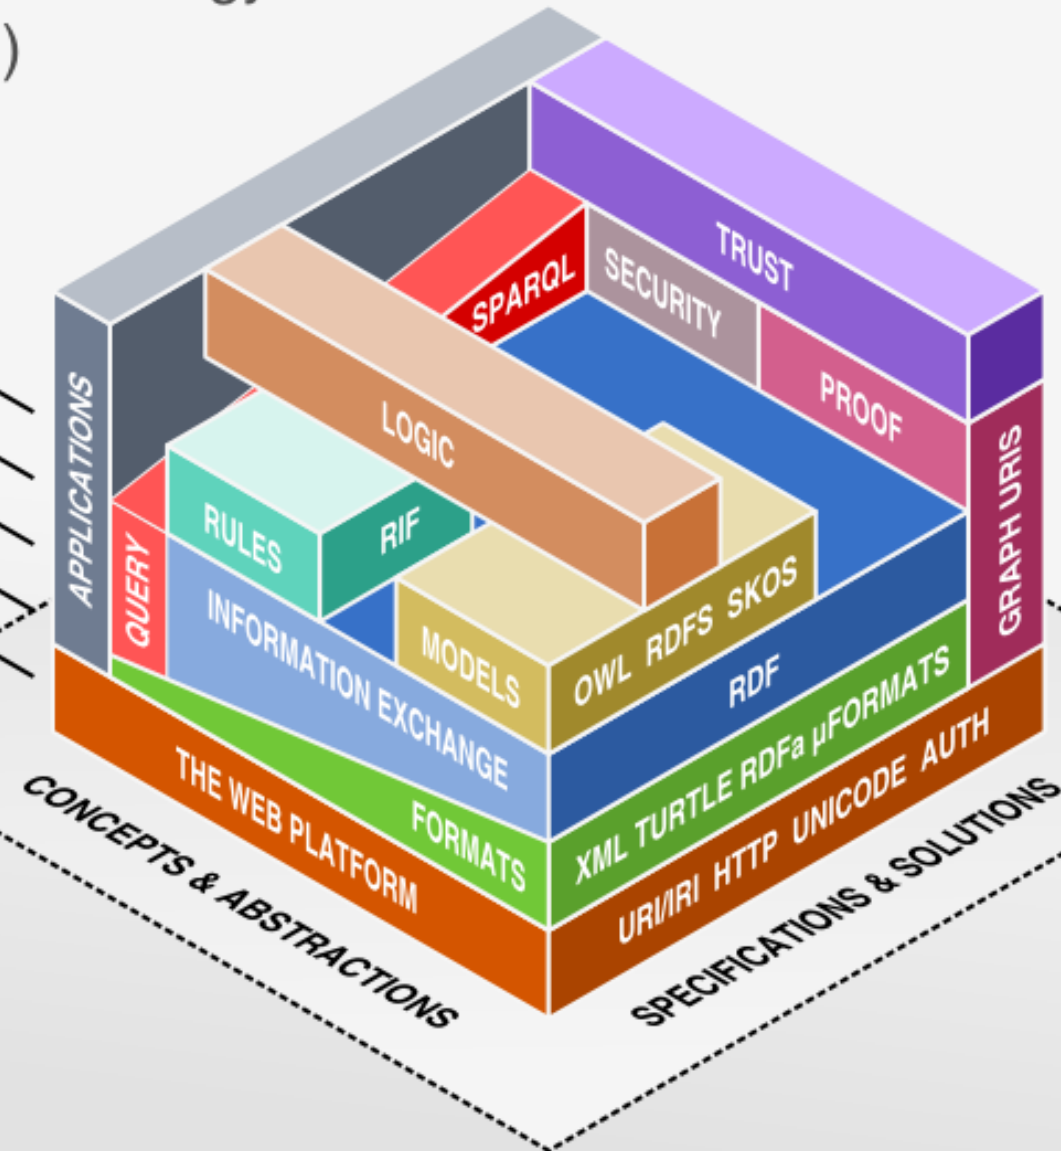 )
TRUST
SECURITY
SPARQL
PROOF
LOGIC
APPLICATIONS
RULES
RIF
QUERY
GRAPH URIS
INFORMATION EXCHANGE
MODELS
OWL RDFS SKOS
RDF
THE WEB PLATFORM
FORMATS
XML TURTLE RDFa µFORMATS
URI/IRI HTTP UNICODE AUTH
CONCEPTS & ABSTRACTIONS
SPECIFICATIONS & SOLUTIONS